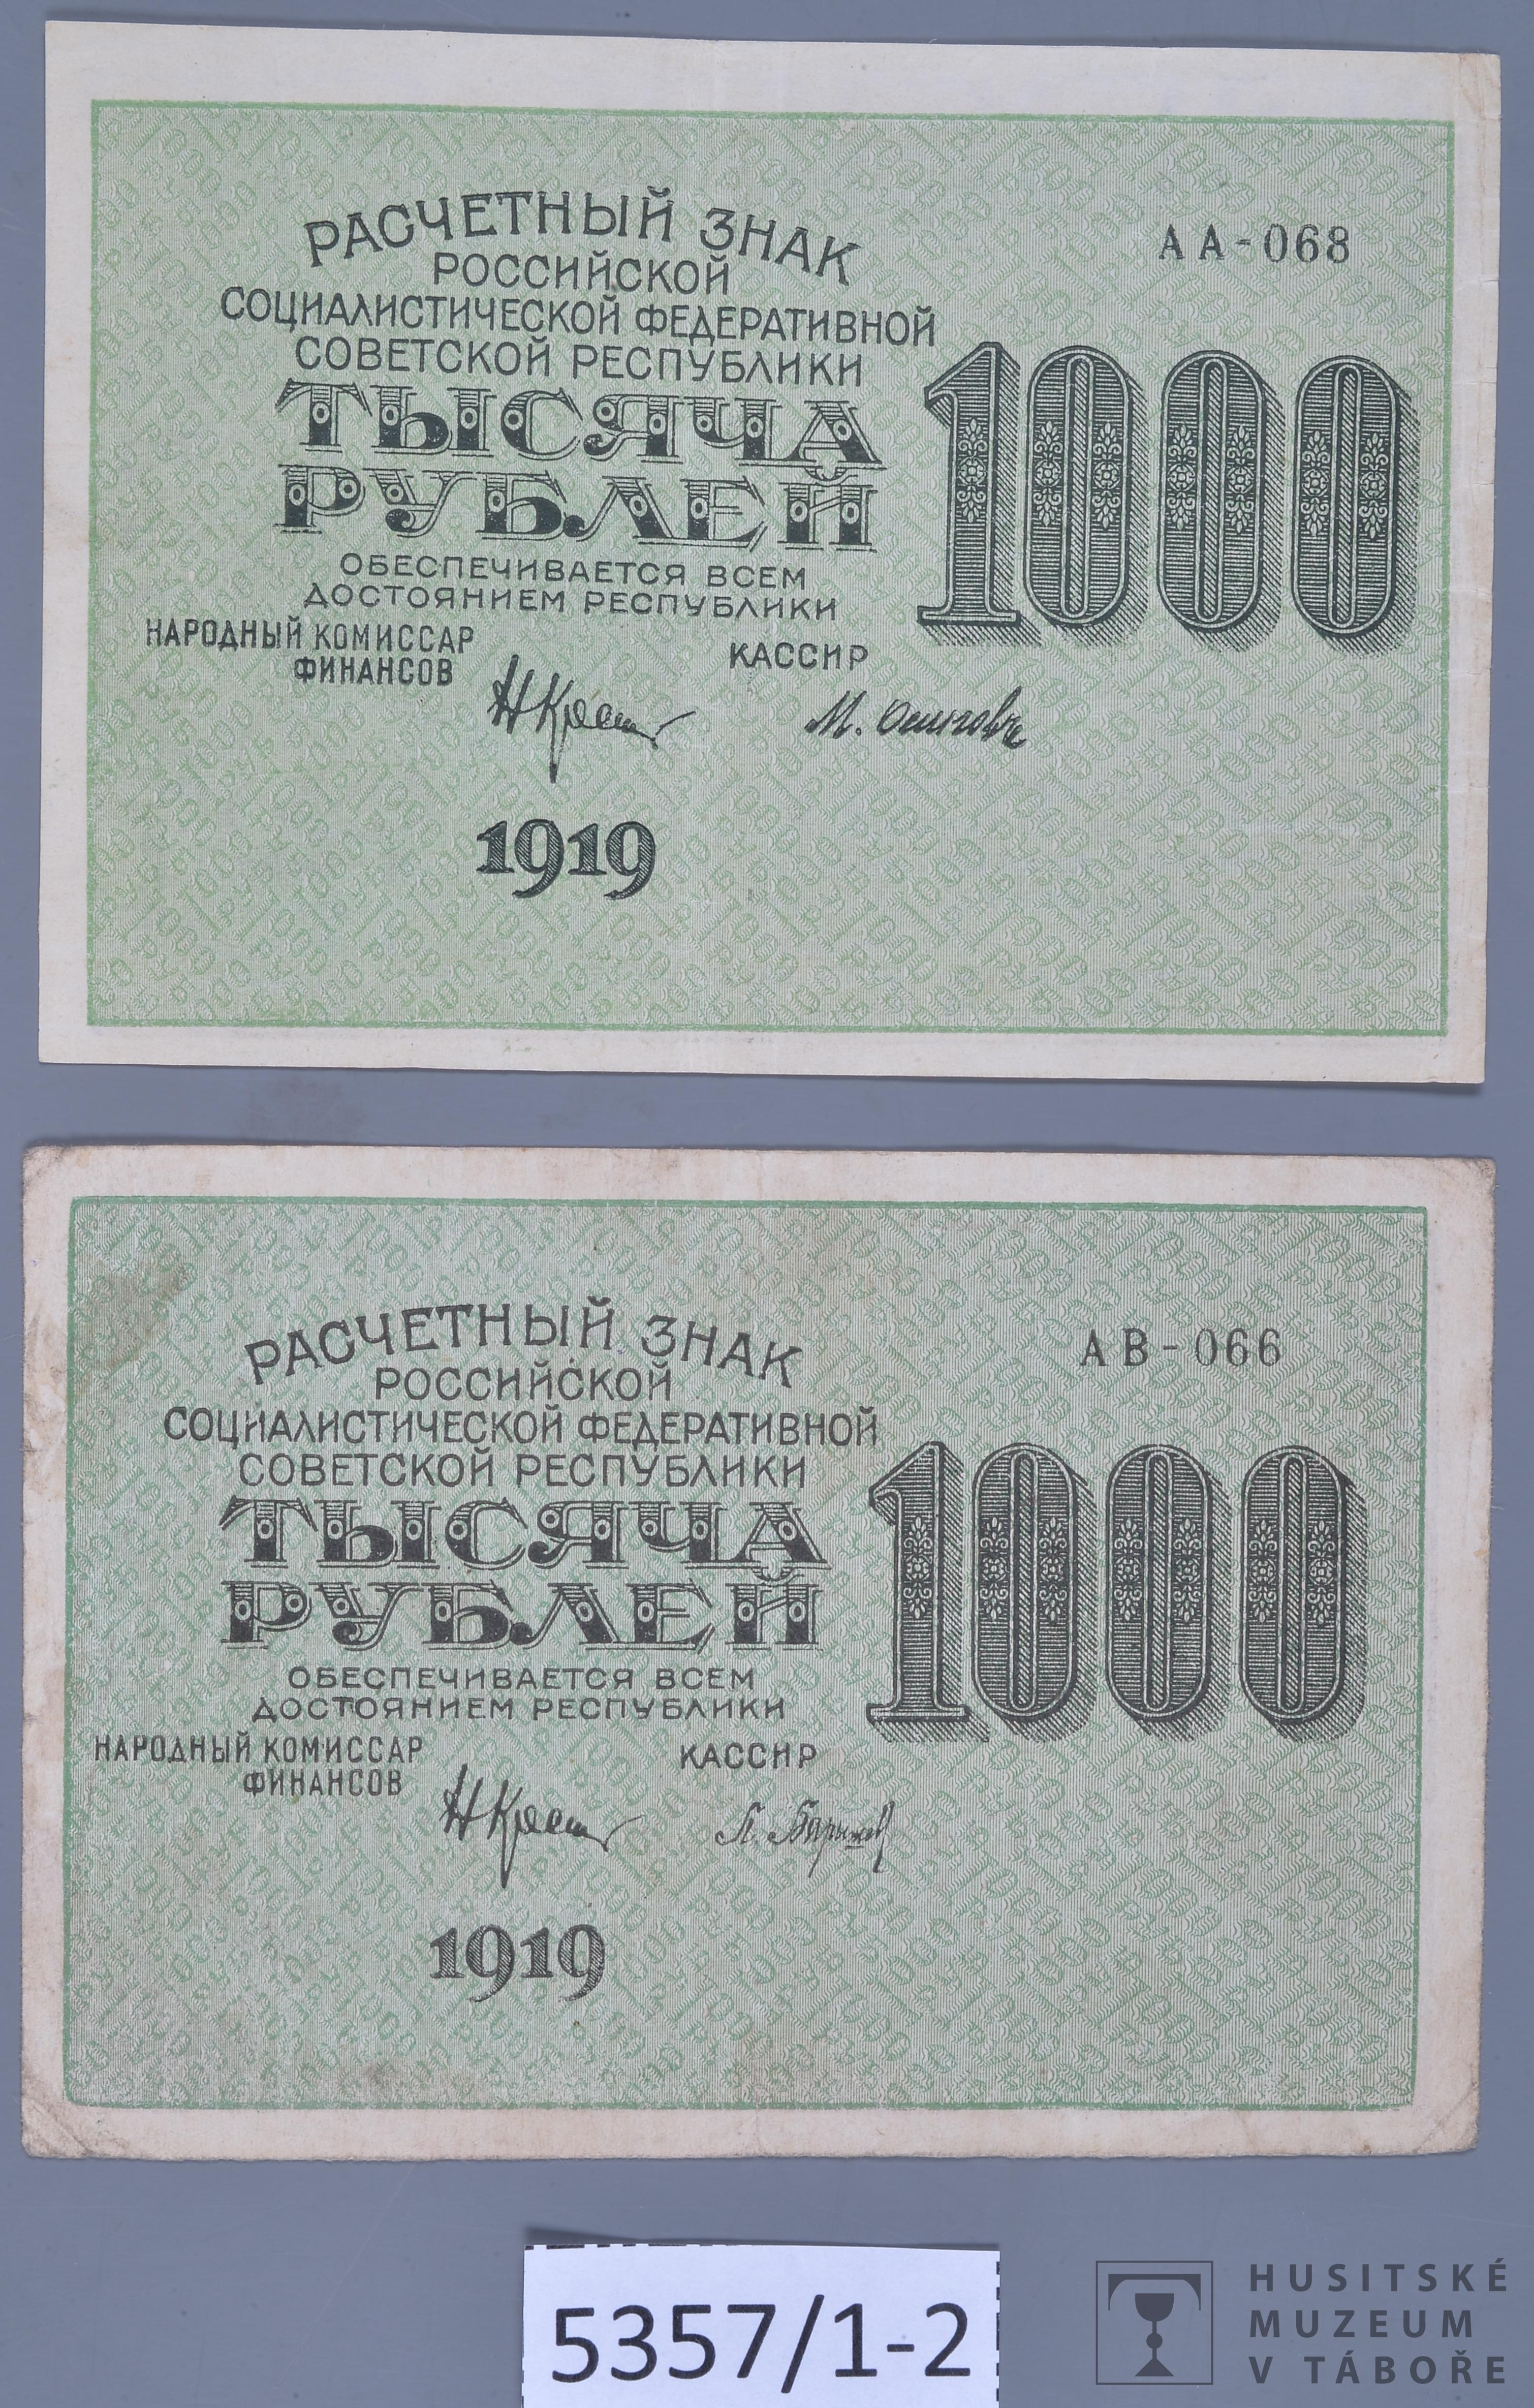 РАСЧЕТНЫЙ ЗНАК
РОССИЙСКОЙ
СОЦИАЛИСТИЧЕСКОЙ ФЕДЕРАТИВНОЙ
СОВЕТСКОЙ РЕСПУБЛИКИ
ТЫСЯЧА
РУБЛЕЙ
ОБЕСПЕЧИВАЕТСЯ ВСЕМ
ДОСТОЯНИЕМ РЕСПУБЛИКИ
НАРОДНЫЙ КОМИССАР
ФИНАНСОВ
КАССИР
М. Осиповъ
1919
АА-068
1000
РАСЧЕТНЫЙ ЗНАК
РОССИЙСКОЙ
СОЦИАЛИСТИЧЕСКОЙ ФЕДЕРАТИВНОЙ
СОВЕТСКОЙ РЕСПУБЛИКИ
ТЫСЯЧА
РУБЛЕЙ
ОБЕСПЕЧИВАЕТСЯ ВСЕМ
ДОСТОЯНИЕМ РЕСПУБЛИКИ
НАРОДНЫЙ КОМИССАР
ФИНАНСОВ
КАССИР
1919
АВ-066
1000
5357/1-2
HUSITSKÉ
MUZEUM
V TÁBOŘE